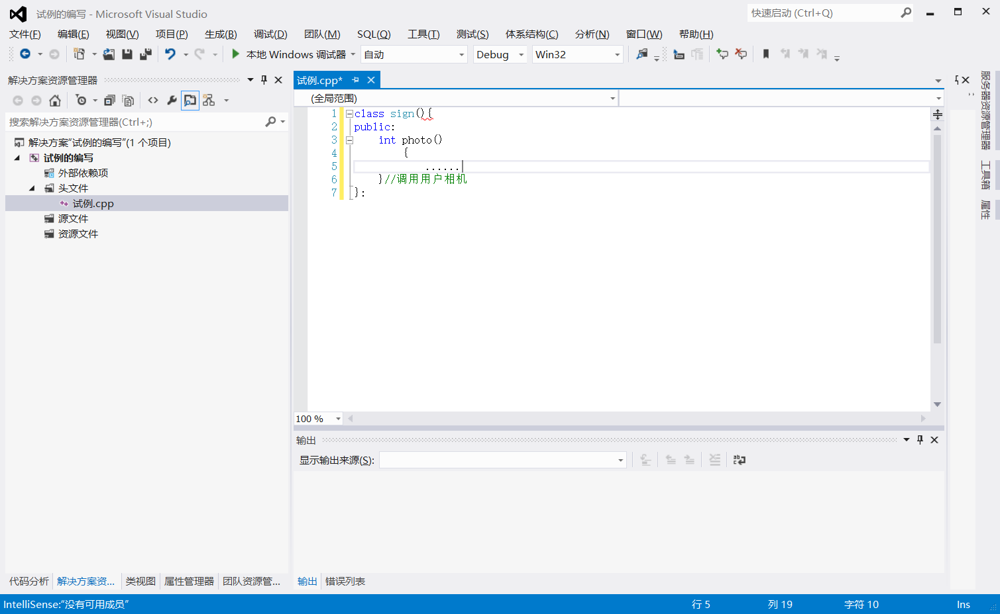 试例的编写 - Microsoft Visual Studio
快速启动 (Ctrl+Q)
文件(F) 编辑(E) 视图(V) 项目(P) 生成(B) 调试(D) 团队(M) SQL(Q) 工具(T) 测试(S) 体系结构(C) 分析(N) 窗口(W) 帮助(H)
本地 Windows 调试器 自动 Debug Win32
解决方案资源管理器
搜索解决方案资源管理器(Ctrl+;)
解决方案“试例的编写”(1 个项目)
试例的编写
外部依赖项
头文件
试例.cpp
源文件
资源文件
代码分析 解决方案资... 类视图 属性管理器 团队资源管...
试例.cpp*
(全局范围)
1 class sign(){
2 public:
3 int photo()
4 {
5 ......
6 }//调用用户相机
7 }:
100 %
输出
显示输出来源(S):
输出 错误列表
服务器资源管理器
工具箱
属性
IntelliSense:“没有可用成员” 行 5 列 19 字符 10 Ins